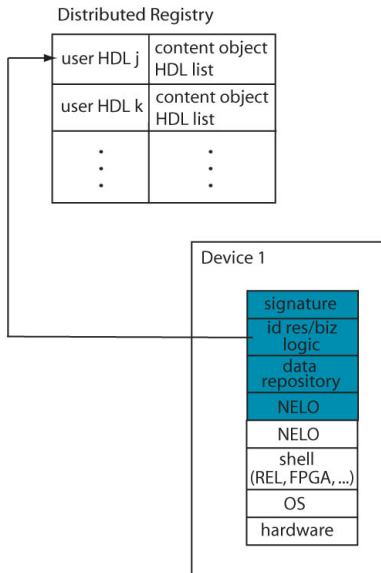 Distributed Registry
user HDL j
content object
HDL list
user HDL k
content object
HDL list
Device 1
signature
id res/biz
logic
data
repository
NELO
NELO
shell
(REL, FPGA, ...)
OS
hardware